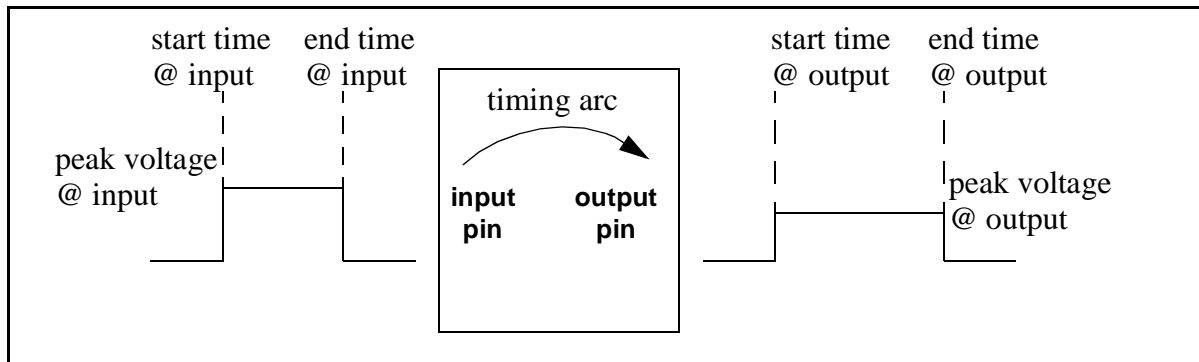 start time
@ input
end time
@ input
peak voltage
@ input
timing arc
input
pin
output
pin
start time
@ output
end time
@ output
peak voltage
@ output